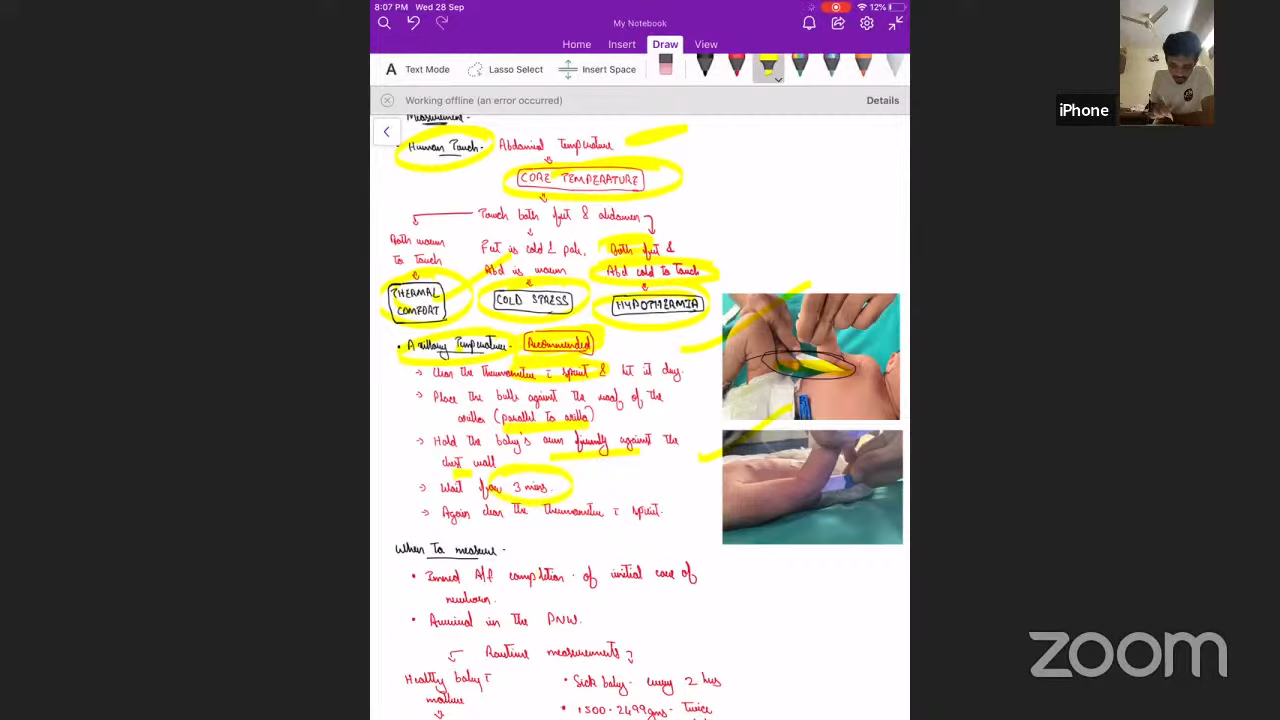 8:07 PM Wed 28 Sep
12%
My Notebook
Home Insert Draw View
Text Mode Lasso Select Insert Space
Working offline (an error occurred) Details
iPhone
Measurement -
Human Touch - Abdominal Temperature
CORE TEMPERATURE
Touch both feet & abdomen
Both warm
to Touch
Feet is cold & pale,
Abd is warm
Both feet &
Abd cold to Touch
THERMAL
COMFORT
COLD STRESS
HYPOTHERMIA
• Axillary Temperature - Recommended
→ Clean the thermometer c̄ spirit & let it dry.
→ Place the bulb against the roof of the
axilla (parallel to axilla)
→ Hold the baby's arm firmly against the
chest wall
→ Wait for 3 mins.
→ Again clean the thermometer c̄ spirit.
When To measure -
• Immed A/f completion of initial care of
newborn.
• Arrival in the PNW.
Routine measurements
Healthy baby c̄
mother
• Sick baby - every 2 hrs
• 1500 - 2499 gms - Twice
ZOOM